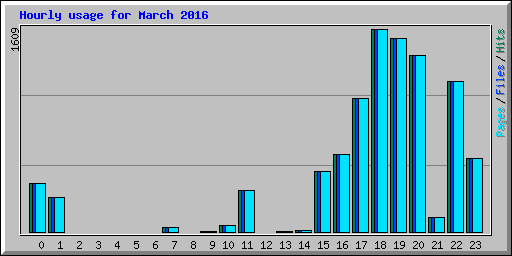 Hourly usage for March 2016
1609
Pages/Files/Hits
0 1 2 3 4 5 6 7 8 9 10 11 12 13 14 15 16 17 18 19 20 21 22 23